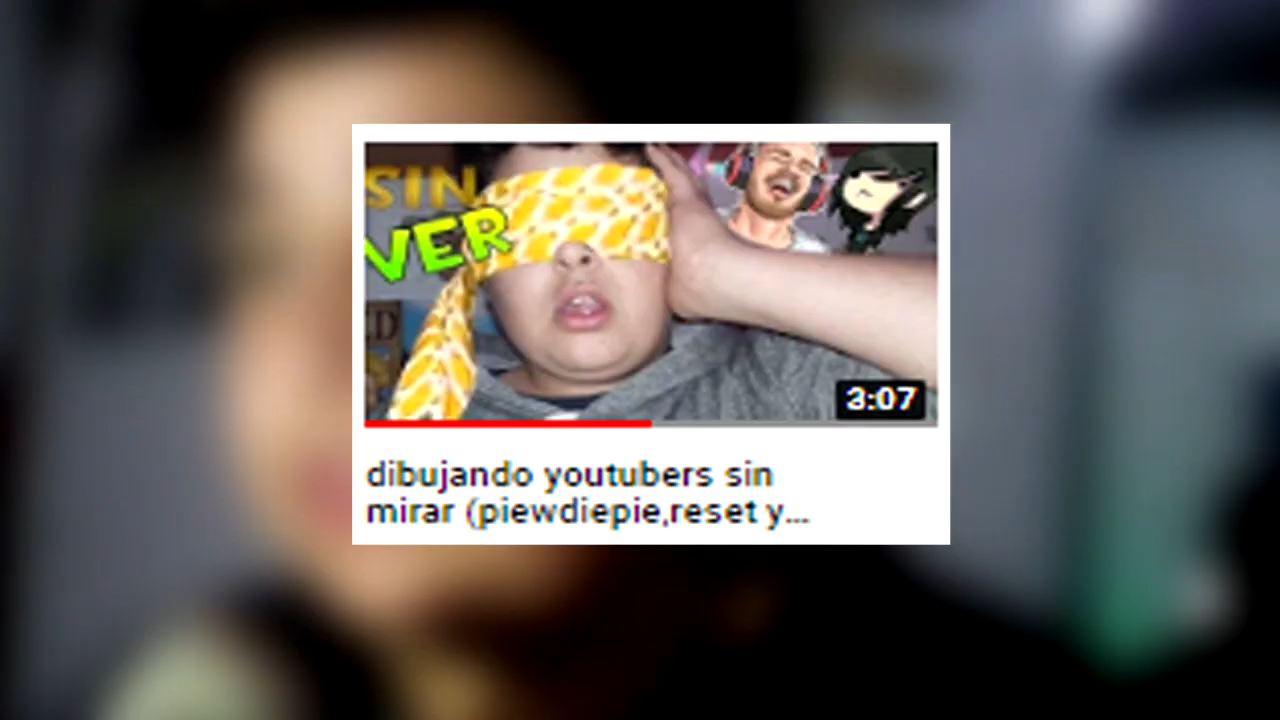 SIN
VER
3:07
dibujando youtubers sin
mirar (piewdiepie,reset y...